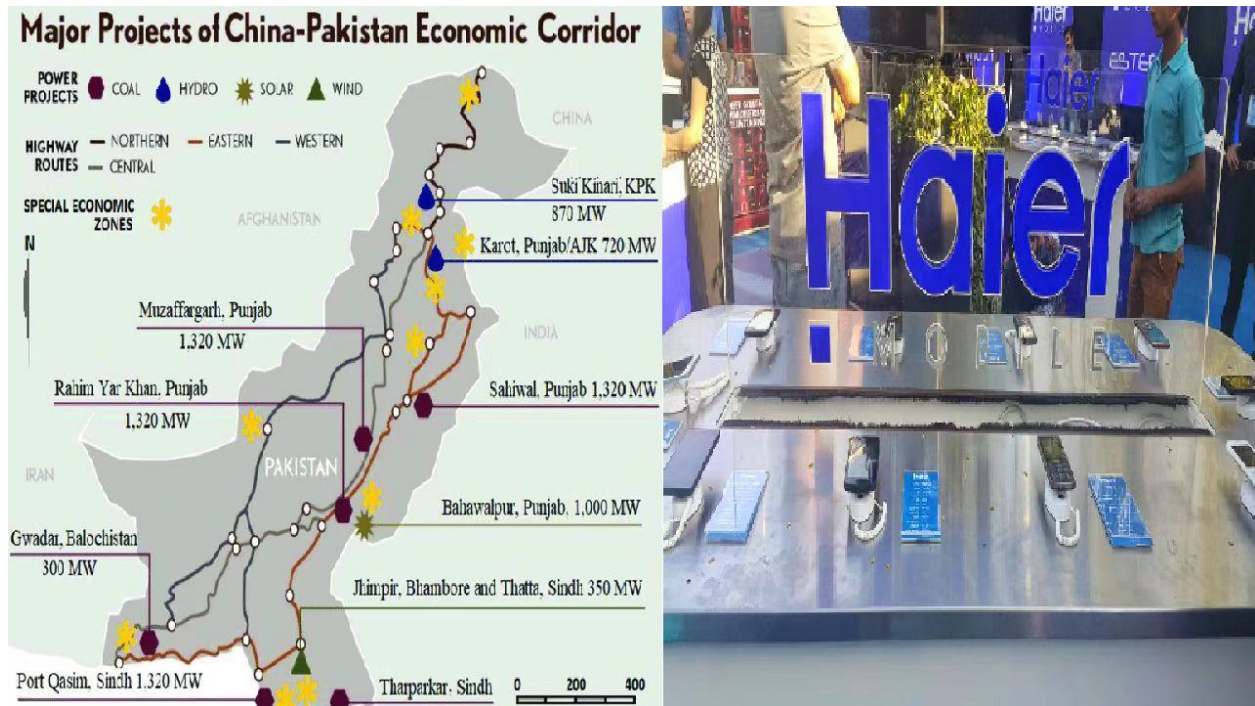 Major Projects of China-Pakistan Economic Corridor
POWER PROJECTS
COAL
HYDRO
SOLAR
WIND
HIGHWAY ROUTES
NORTHERN
EASTERN
WESTERN
CENTRAL
SPECIAL ECONOMIC ZONES
N
CHINA
AFGHANISTAN
Suki Kinari, KPK
870 MW
Karot, Punjab/AJK 720 MW
Muzaffargarh, Punjab
1,320 MW
INDIA
Rahim Yar Khan, Punjab
1,320 MW
Sahiwal, Punjab 1,320 MW
PAKISTAN
IRAN
Bahawalpur, Punjab, 1,000 MW
Gwadar, Balochistan
300 MW
Jhimpir, Bhambore and Thatta, Sindh 350 MW
Port Qasim, Sindh 1.320 MW
Tharparkar, Sindh
0 200 400
Haier
MOBILE
Haier
ESTE